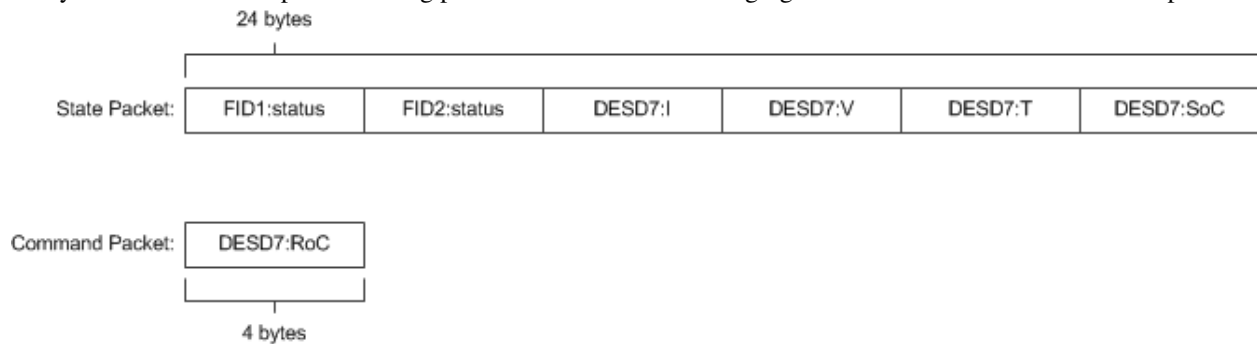 24 bytes
State Packet: FID1:status FID2:status DESD7:I DESD7:V DESD7:T DESD7:SoC
Command Packet: DESD7:RoC
4 bytes